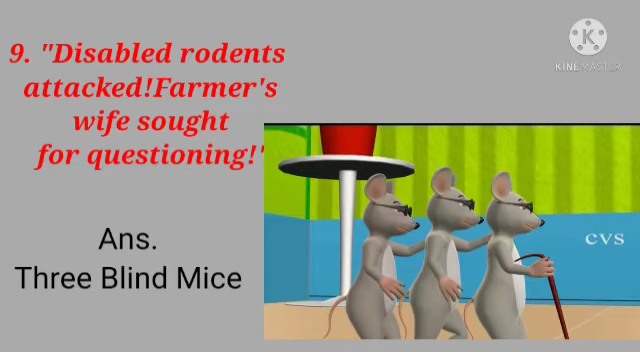 9. "Disabled rodents
attacked!Farmer's
wife sought
for questioning!"
Ans.
Three Blind Mice
K
KINEMASTER
CVS